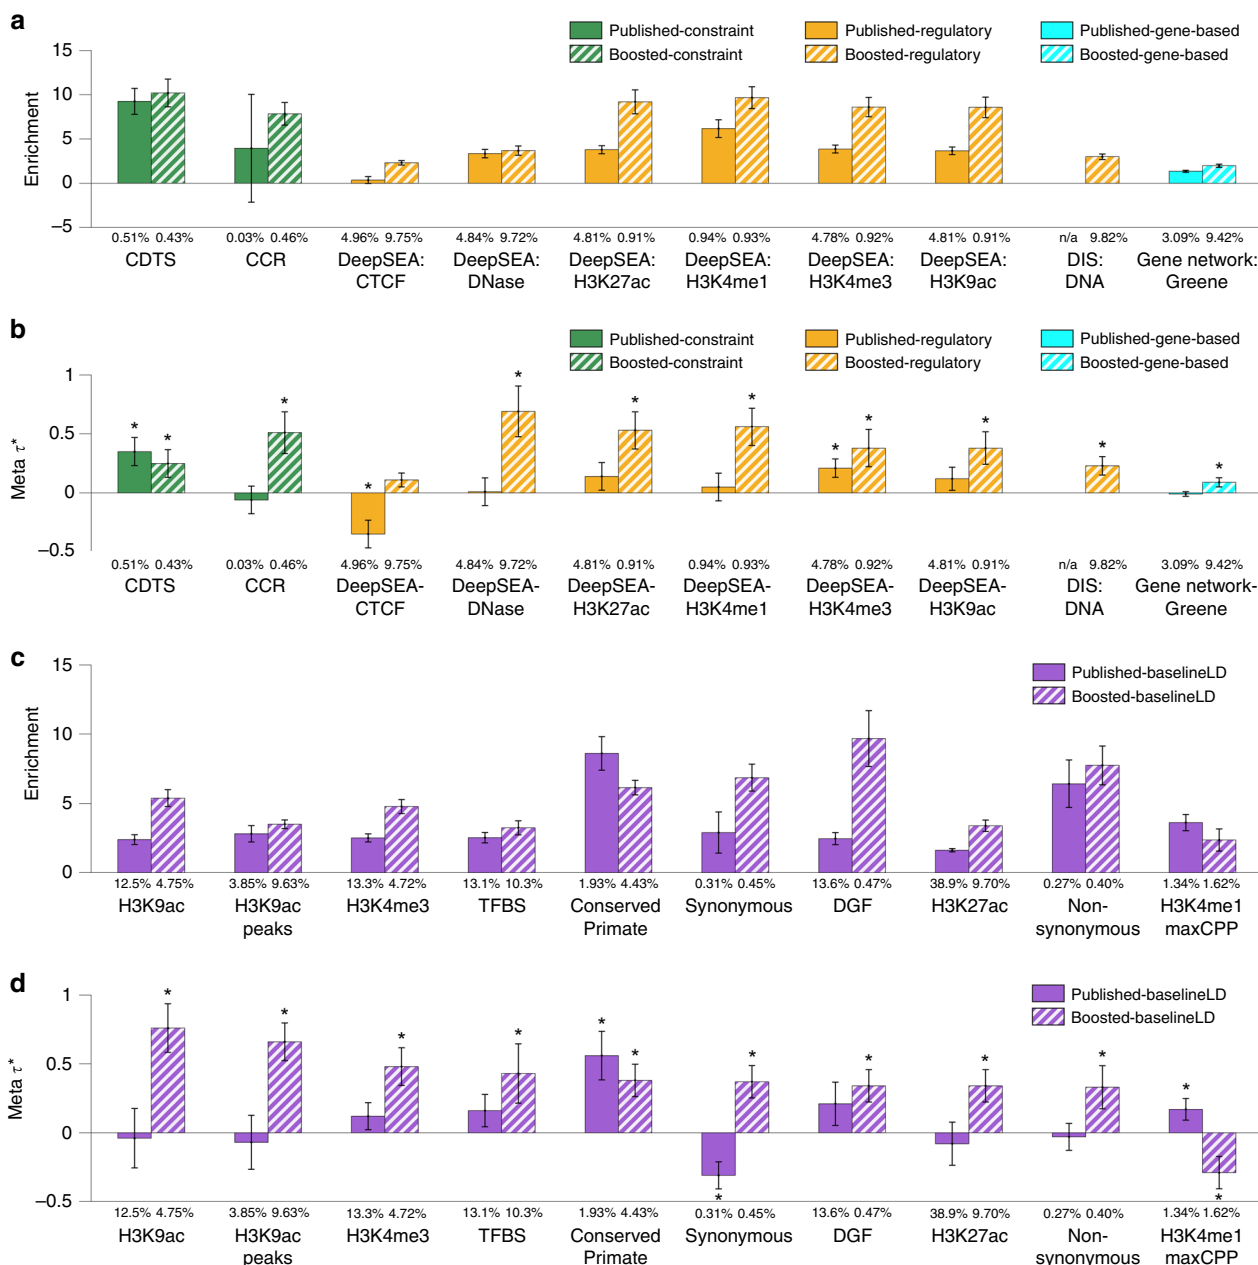 a
Published-constraint Published-regulatory Published-gene-based
Boosted-constraint Boosted-regulatory Boosted-gene-based
15
10
5
0
−5
Enrichment
0.51% 0.43% 0.03% 0.46% 4.96% 9.75% 4.84% 9.72% 4.81% 0.91% 0.94% 0.93% 4.78% 0.92% 4.81% 0.91% n/a 9.82% 3.09% 9.42%
CDTS CCR DeepSEA: DeepSEA: DeepSEA: DeepSEA: DeepSEA: DeepSEA: DIS: Gene network:
CTCF DNase H3K27ac H3K4me1 H3K4me3 H3K9ac DNA Greene
b
Published-constraint Published-regulatory Published-gene-based
Boosted-constraint Boosted-regulatory Boosted-gene-based
1
0.5
0
−0.5
Meta τ*
* * * * * * * * * * * *
0.51% 0.43% 0.03% 0.46% 4.96% 9.75% 4.84% 9.72% 4.81% 0.91% 0.94% 0.93% 4.78% 0.92% 4.81% 0.91% n/a 9.82% 3.09% 9.42%
CDTS CCR DeepSEA- DeepSEA- DeepSEA- DeepSEA- DeepSEA- DeepSEA- DIS: Gene network-
CTCF DNase H3K27ac H3K4me1 H3K4me3 H3K9ac DNA Greene
c
Published-baselineLD
Boosted-baselineLD
15
10
5
0
Enrichment
12.5% 4.75% 3.85% 9.63% 13.3% 4.72% 13.1% 10.3% 1.93% 4.43% 0.31% 0.45% 13.6% 0.47% 38.9% 9.70% 0.27% 0.40% 1.34% 1.62%
H3K9ac H3K9ac H3K4me3 TFBS Conserved Synonymous DGF H3K27ac Non- H3K4me1
peaks Primate synonymous maxCPP
d
Published-baselineLD
Boosted-baselineLD
1
0.5
0
−0.5
Meta τ*
* * * * * * * * * * * * *
12.5% 4.75% 3.85% 9.63% 13.3% 4.72% 13.1% 10.3% 1.93% 4.43% 0.31% 0.45% 13.6% 0.47% 38.9% 9.70% 0.27% 0.40% 1.34% 1.62%
H3K9ac H3K9ac H3K4me3 TFBS Conserved Synonymous DGF H3K27ac Non- H3K4me1
peaks Primate synonymous maxCPP